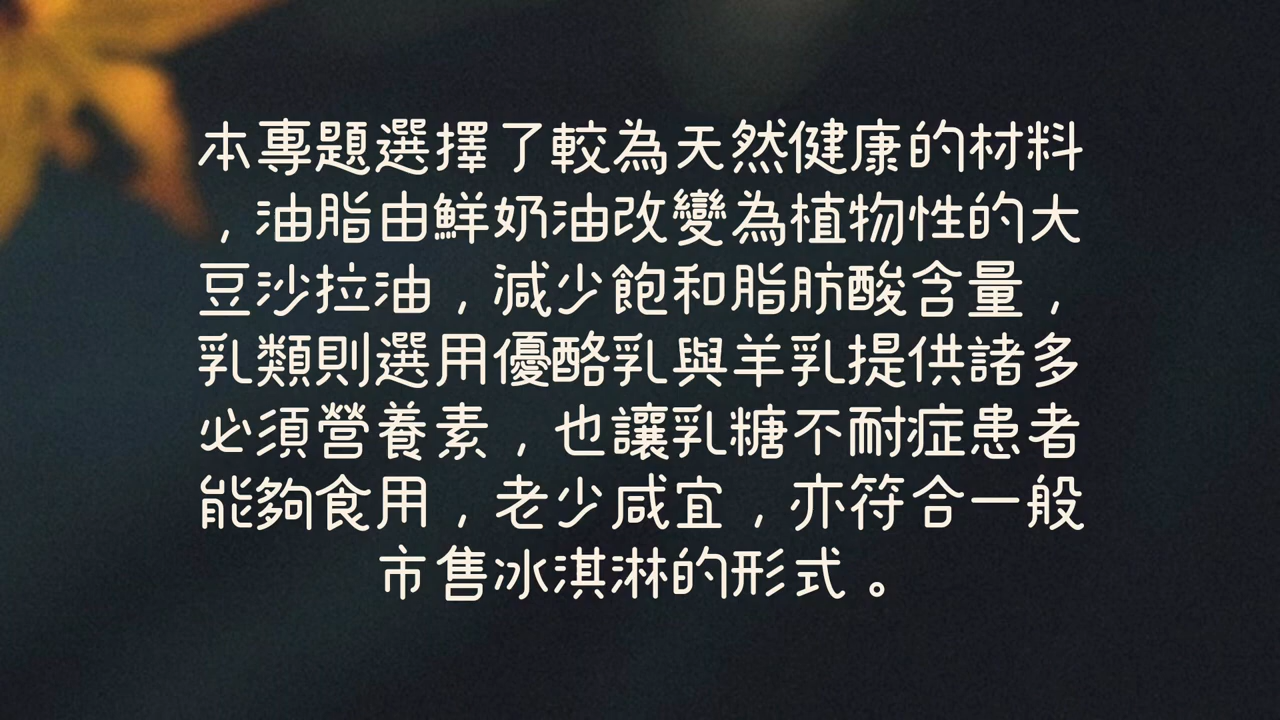 本專題選擇了較為天然健康的材料
，油脂由鮮奶油改變為植物性的大
豆沙拉油，減少飽和脂肪酸含量，
乳類則選用優酪乳與羊乳提供諸多
必須營養素，也讓乳糖不耐症患者
能夠食用，老少咸宜，亦符合一般
市售冰淇淋的形式。